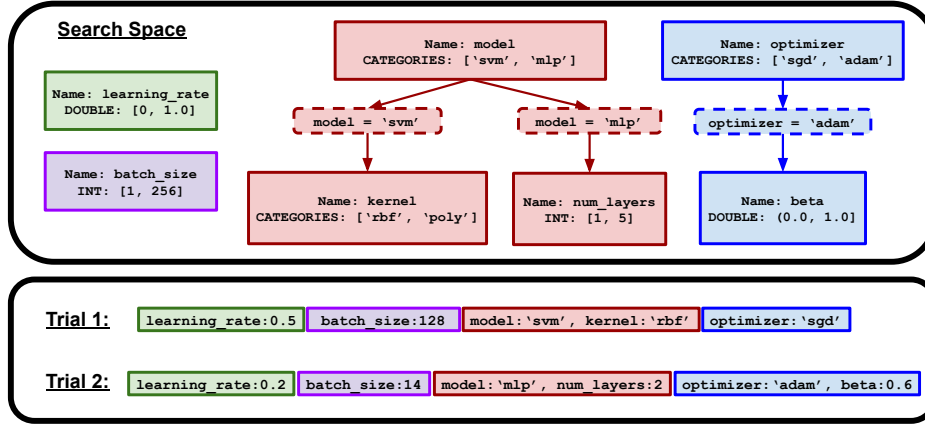 Search Space
Name: model
CATEGORIES: [‘svm’, ‘mlp’]
Name: optimizer
CATEGORIES: [‘sgd’, ‘adam’]
Name: learning_rate
DOUBLE: [0, 1.0]
model = ‘svm’
model = ‘mlp’
optimizer = ‘adam’
Name: batch_size
INT: [1, 256]
Name: kernel
CATEGORIES: [‘rbf’, ‘poly’]
Name: num_layers
INT: [1, 5]
Name: beta
DOUBLE: (0.0, 1.0]
Trial 1: learning_rate:0.5 batch_size:128 model:‘svm’, kernel:‘rbf’ optimizer:‘sgd’
Trial 2: learning_rate:0.2 batch_size:14 model:‘mlp’, num_layers:2 optimizer:‘adam’, beta:0.6